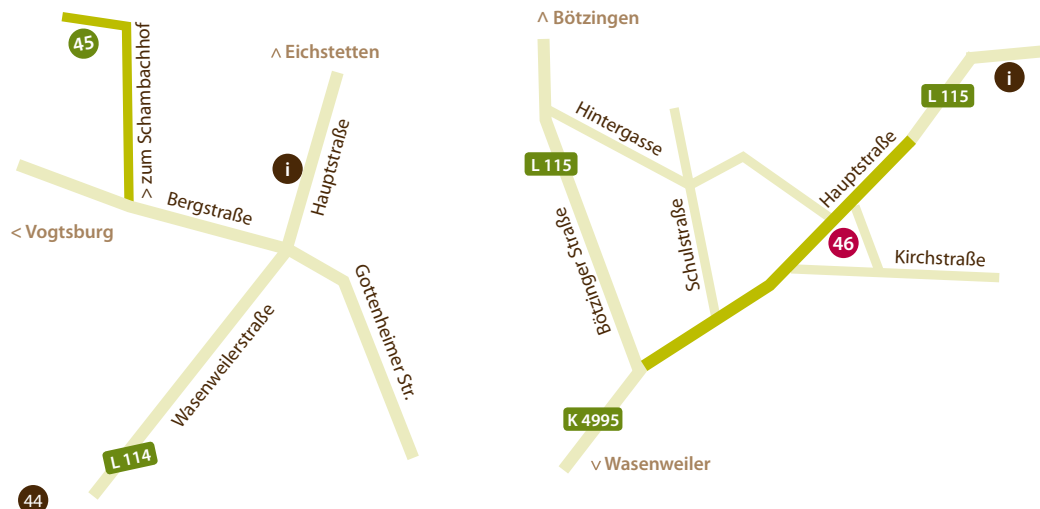 45
> zum Schambachhof
˄ Eichstetten
i
Hauptstraße
Bergstraße
< Vogtsburg
Gottenheimer Str.
Wasenweilerstraße
L 114
44
˄ Bötzingen
Hintergasse
L 115
Bötzinger Straße
Schulstraße
Hauptstraße
L 115
i
46
Kirchstraße
K 4995
˅ Wasenweiler